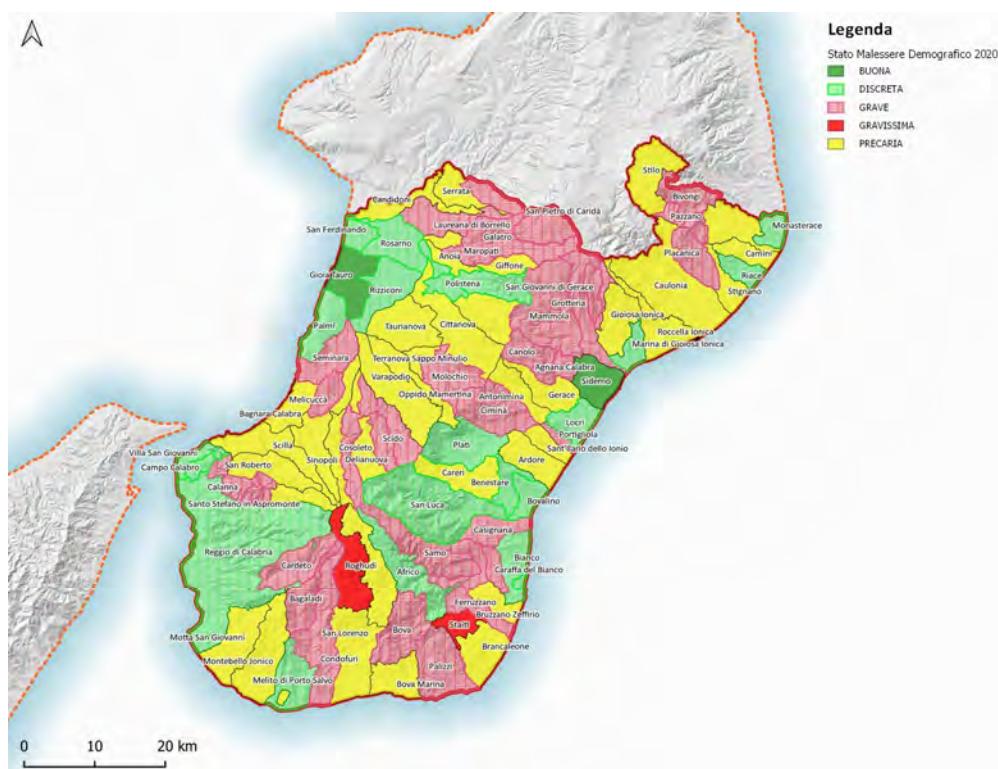 Legenda
Stato Malessere Demografico 2020
BUONA
DISCRETA
GRAVE
GRAVISSIMA
PRECARIA
Stilo
Serrata
Bivongi
Candidoni
San Pietro di Caridà
Pazzano
Laureana di Borrello
Monasterace
San Ferdinando
Galatro
Rosarno
Maropati
Anoia
Placanica
Camini
Giffone
Riace
Gioia Tauro
Polistena
San Giovanni di Gerace
Caulonia
Rizziconi
Stignano
Grotteria
Mammola
Gioiosa Ionica
Palmi
Taurianova
Cittanova
Roccella Ionica
Marina di Gioiosa Ionica
Seminara
Terranova Sappo Minulio
Canolo
Agnana Calabra
Varapodio
Molochio
Siderno
Melicuccà
Oppido Mamertina
Antonimina
Gerace
Bagnara Calabra
Ciminà
Locri
Portigliola
Scilla
Scido
Cosoleto
Platì
Sant'Ilario dello Ionio
Villa San Giovanni
Sinopoli
Delianuova
Ardore
Campo Calabro
San Roberto
Careri
Benestare
Calanna
Bovalino
Santo Stefano in Aspromonte
San Luca
Casignana
Reggio di Calabria
Samo
Bianco
Cardeto
Roghudi
Africo
Caraffa del Bianco
Bagaladi
Ferruzzano
Bruzzano Zeffirio
Staiti
Motta San Giovanni
San Lorenzo
Bova
Brancaleone
Montebello Jonico
Condofuri
Palizzi
Melito di Porto Salvo
Bova Marina
0 10 20 km